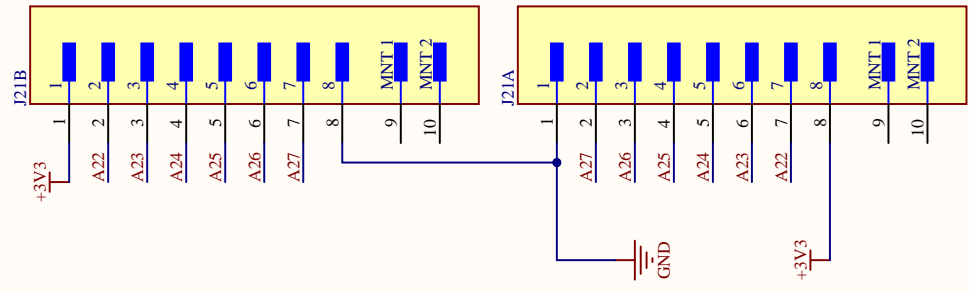 J21B
1 2 3 4 5 6 7 8 MNT 1 MNT 2
1 2 3 4 5 6 7 8 9 10
+3V3 A22 A23 A24 A25 A26 A27
J21A
1 2 3 4 5 6 7 8 MNT 1 MNT 2
1 2 3 4 5 6 7 8 9 10
A27 A26 A25 A24 A23 A22
GND
+3V3